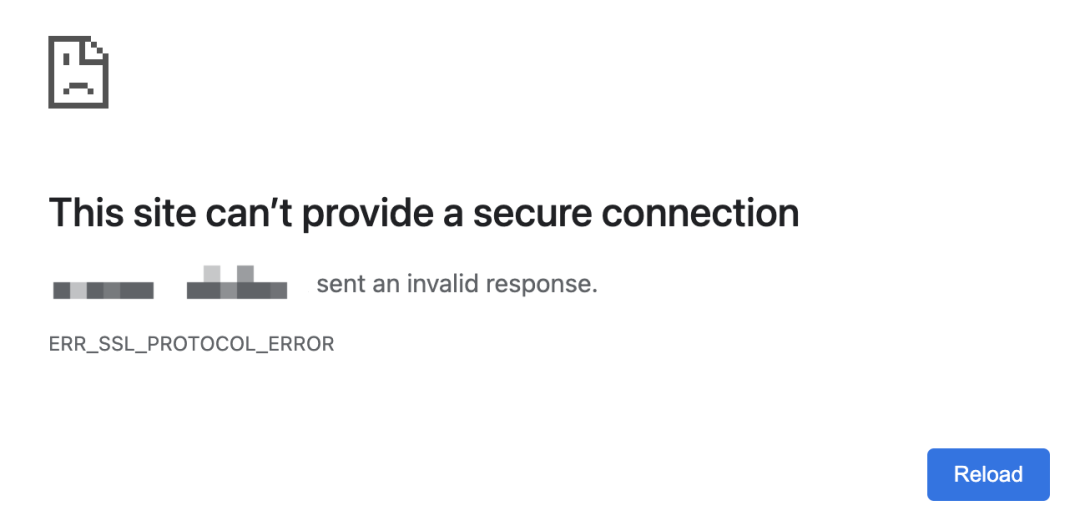 This site can’t provide a secure connection
sent an invalid response.
ERR_SSL_PROTOCOL_ERROR
Reload